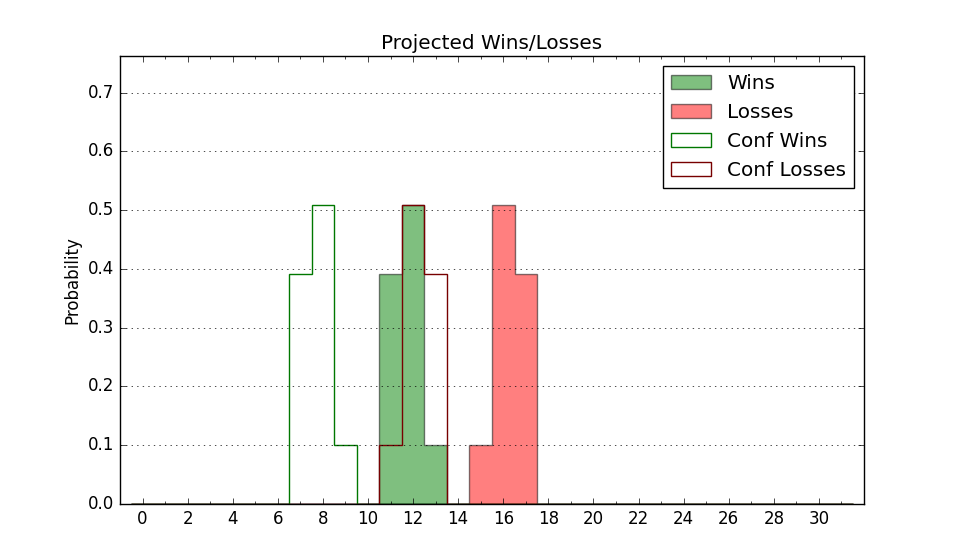 Projected Wins/Losses
Wins
Losses
Conf Wins
Conf Losses
Probability
0.7
0.6
0.5
0.4
0.3
0.2
0.1
0.0
0 2 4 6 8 10 12 14 16 18 20 22 24 26 28 30